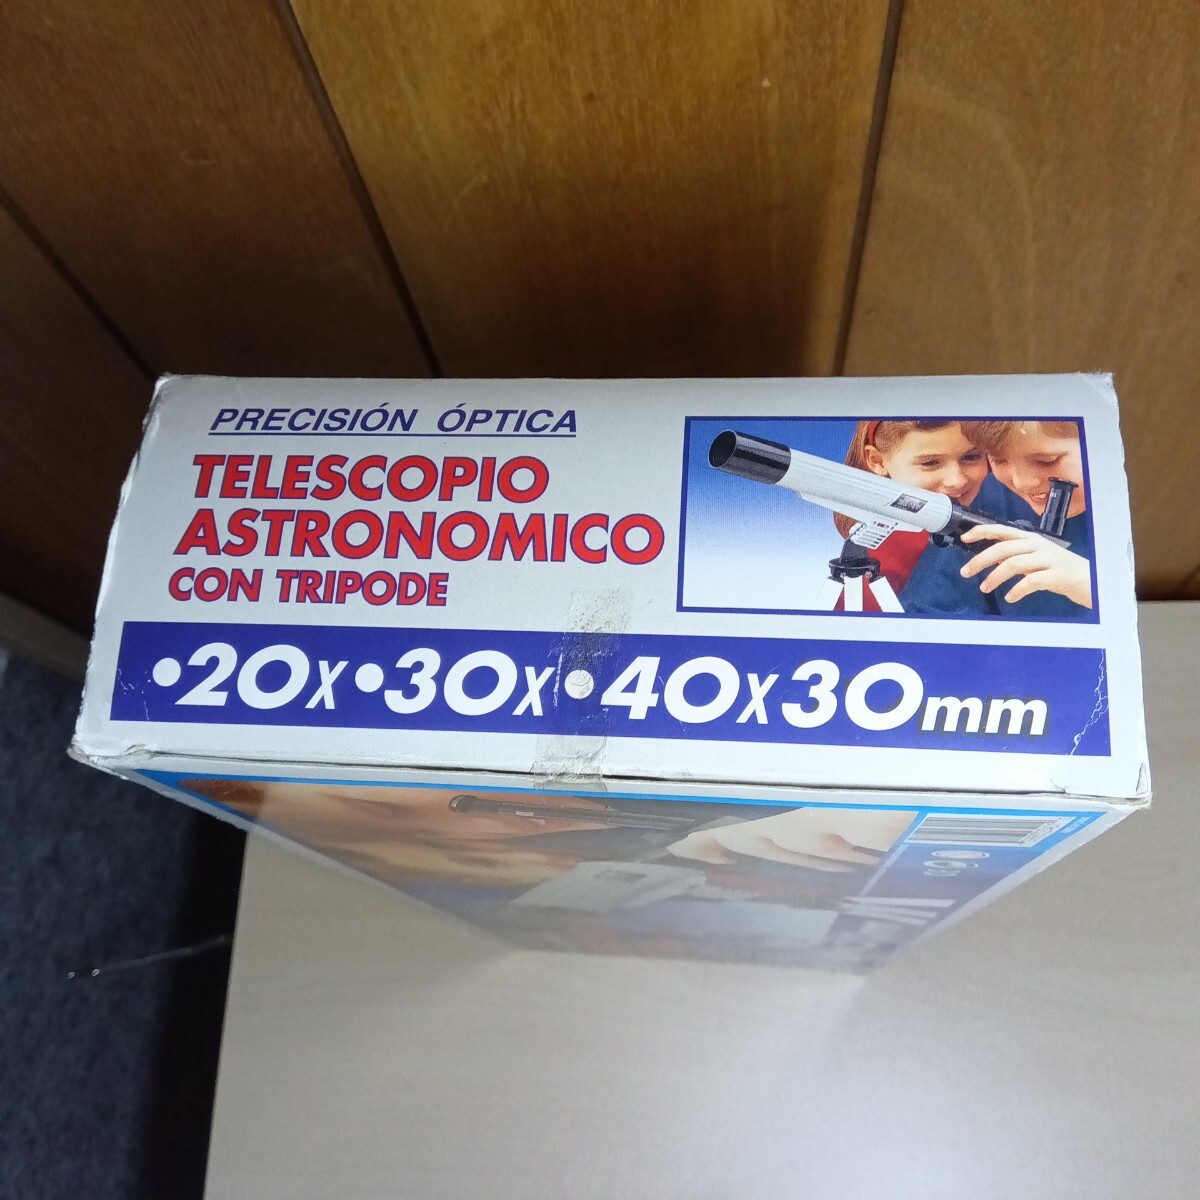 PRECISIÓN ÓPTICA
TELESCOPIO
ASTRONOMICO
CON TRIPODE
•20X•30X•40X30mm